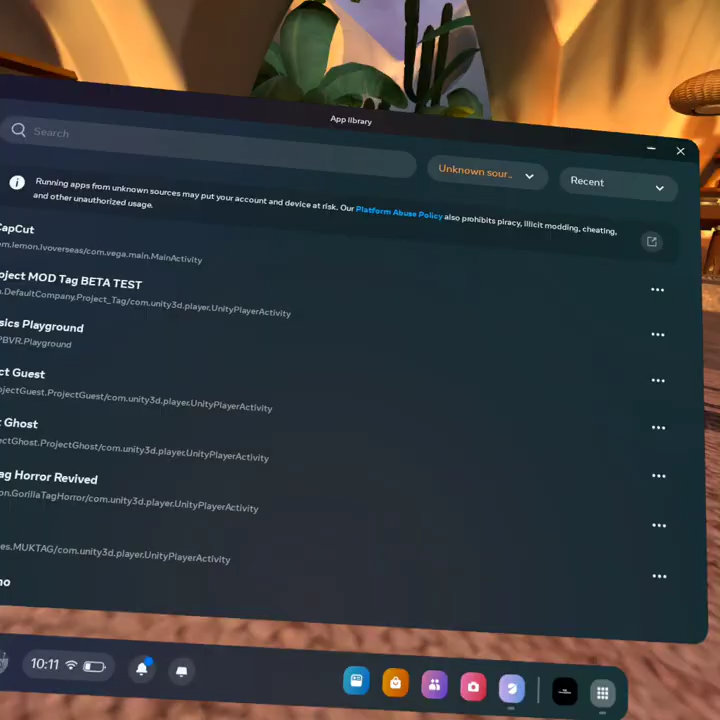 App library
Search
Unknown sour..
Recent
Running apps from unknown sources may put your account and device at risk. Our Platform Abuse Policy also prohibits piracy, illicit modding, cheating,
and other unauthorized usage.
CapCut
om.lemon.lvoverseas/com.vega.main.MainActivity
oject MOD Tag BETA TEST
.DefaultCompany.Project_Tag/com.unity3d.player.UnityPlayerActivity
sics Playground
PBVR.Playground
ct Guest
ojectGuest.ProjectGuest/com.unity3d.player.UnityPlayerActivity
t Ghost
ectGhost.ProjectGhost/com.unity3d.player.UnityPlayerActivity
ag Horror Revived
on.GorillaTagHorror/com.unity3d.player.UnityPlayerActivity
es.MUKTAG/com.unity3d.player.UnityPlayerActivity
no
10:11